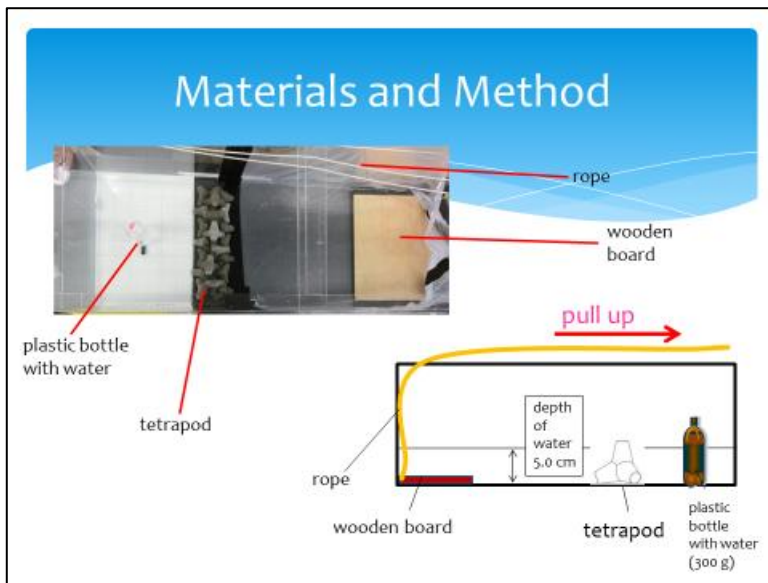 Materials and Method
rope
wooden
board
plastic bottle
with water
tetrapod
pull up
depth
of
water
5.0 cm
rope
wooden board
tetrapod
plastic
bottle
with water
(300 g)